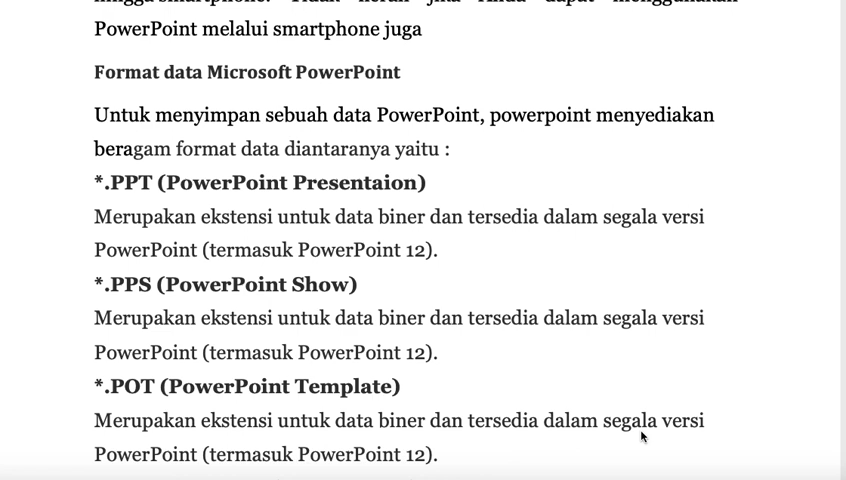 PowerPoint melalui smartphone juga
Format data Microsoft PowerPoint
Untuk menyimpan sebuah data PowerPoint, powerpoint menyediakan
beragam format data diantaranya yaitu :
*.PPT (PowerPoint Presentaion)
Merupakan ekstensi untuk data biner dan tersedia dalam segala versi
PowerPoint (termasuk PowerPoint 12).
*.PPS (PowerPoint Show)
Merupakan ekstensi untuk data biner dan tersedia dalam segala versi
PowerPoint (termasuk PowerPoint 12).
*.POT (PowerPoint Template)
Merupakan ekstensi untuk data biner dan tersedia dalam segala versi
PowerPoint (termasuk PowerPoint 12).